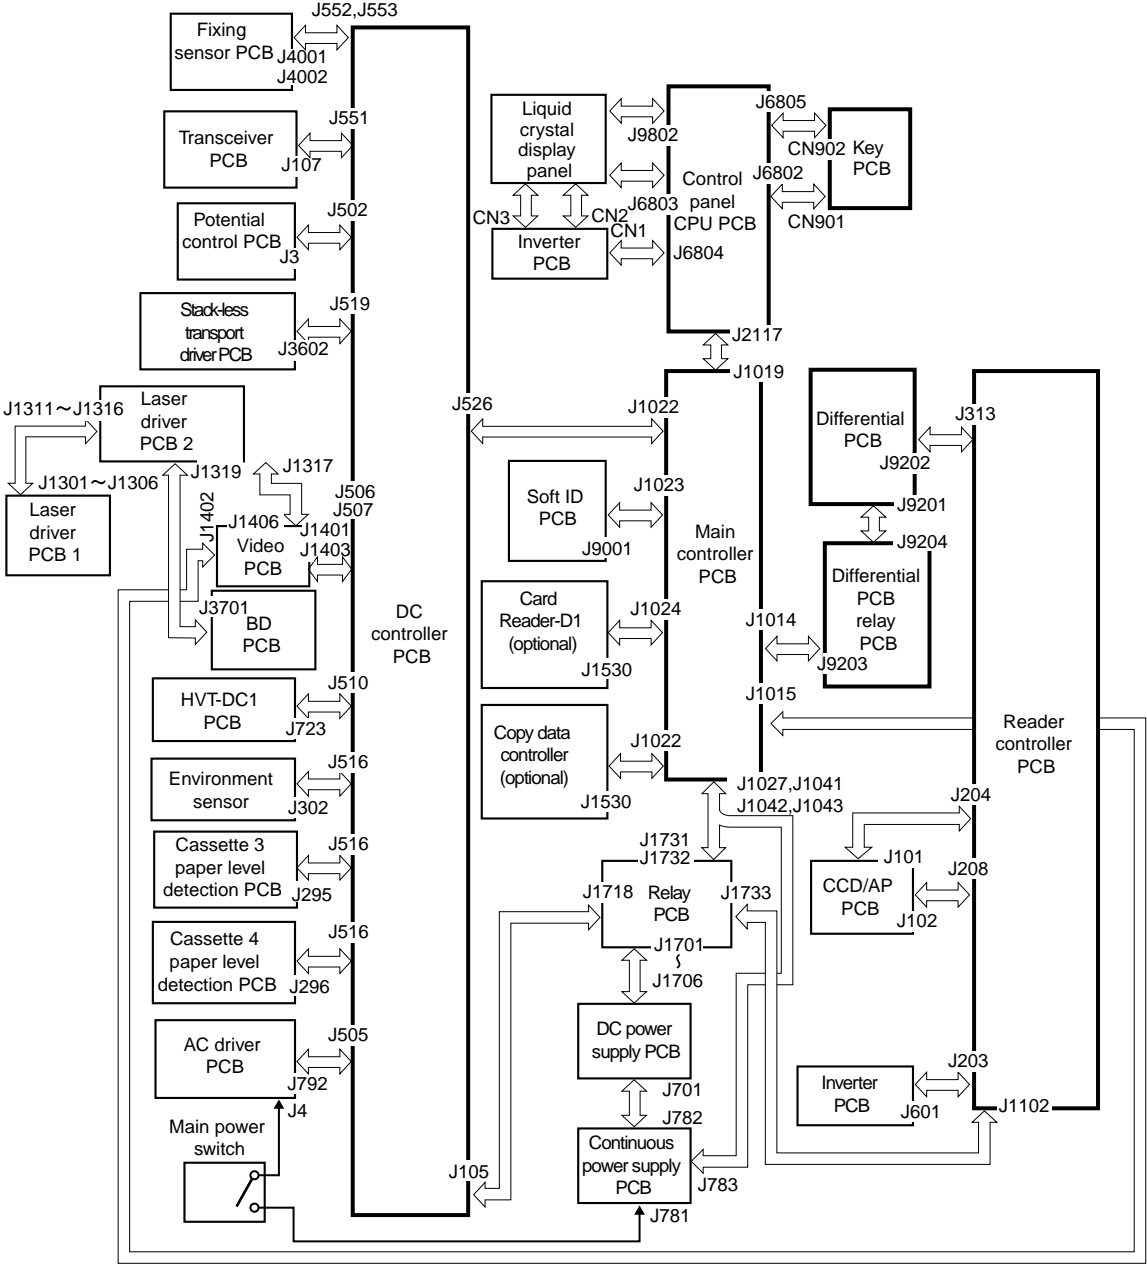 J552,J553
Fixing
sensor PCB
J4001
J4002
J551
Transceiver
PCB
J107
J502
Potential
control PCB
J3
J519
Stack-less
transport
driver PCB
J3602
Laser
driver
PCB 2
J1311～J1316
J1319
J1317
J1301～J1306
Laser
driver
PCB 1
J1402
J1406
J1401
J1403
J506
J507
Video
PCB
J3701
BD
PCB
HVT-DC1
PCB
J510
J723
Environment
sensor
J516
J302
Cassette 3
paper level
detection PCB
J516
J295
Cassette 4
paper level
detection PCB
J516
J296
AC driver
PCB
J505
J792
J4
Main power
switch
DC
controller
PCB
J526
J105
Liquid
crystal
display
panel
J9802
J6803
CN3
CN2
CN1
Inverter
PCB
J6804
Control
panel
CPU PCB
J6805
CN902
J6802
CN901
Key
PCB
J2117
J1019
J1022
Soft ID
PCB
J1023
J9001
Card
Reader-D1
(optional)
J1024
J1530
Copy data
controller
(optional)
J1022
J1530
Main
controller
PCB
J1014
J1015
J1027,J1041
J1042,J1043
Differential
PCB
J313
J9202
J9201
J9204
Differential
PCB
relay
PCB
J9203
Reader
controller
PCB
J204
J101
CCD/AP
PCB
J208
J102
J203
Inverter
PCB
J601
J1102
J1731
J1732
J1718
Relay
PCB
J1733
J1701
～
J1706
DC power
supply PCB
J701
J782
Continuous
power supply
PCB
J783
J781